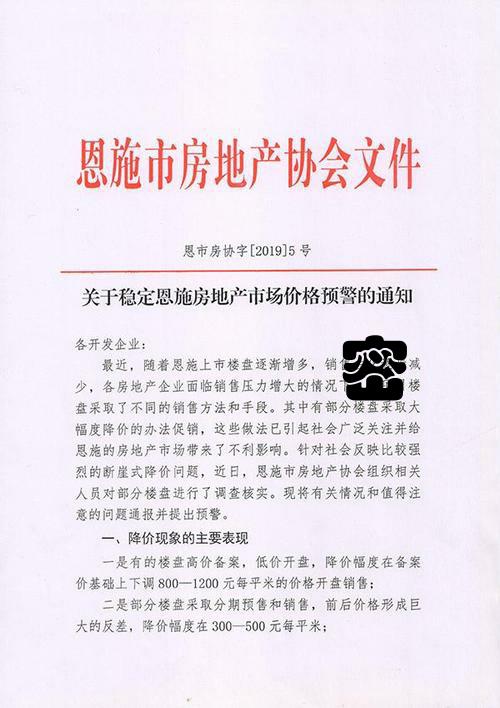 恩施市房地产协会文件
恩市房协字[2019]5号
关于稳定恩施房地产市场价格预警的通知
各开发企业：
最近，随着恩施上市楼盘逐渐增多，销售 减
少，各房地产企业面临销售压力增大的情况下 楼
盘采取了不同的销售方法和手段。其中有部分楼盘采取大
幅度降价的办法促销，这些做法已引起社会广泛关注并给
恩施的房地产市场带来了不利影响。针对社会反映比较强
烈的断崖式降价问题，近日，恩施市房地产协会组织相关
人员对部分楼盘进行了调查核实。现将有关情况和值得注
意的问题通报并提出预警。
一、降价现象的主要表现
一是有的楼盘高价备案，低价开盘，降价幅度在备案
价基础上下调800—1200元每平米的价格开盘销售；
二是部分楼盘采取分期预售和销售，前后价格形成巨
大的反差，降价幅度在300—500元每平米；